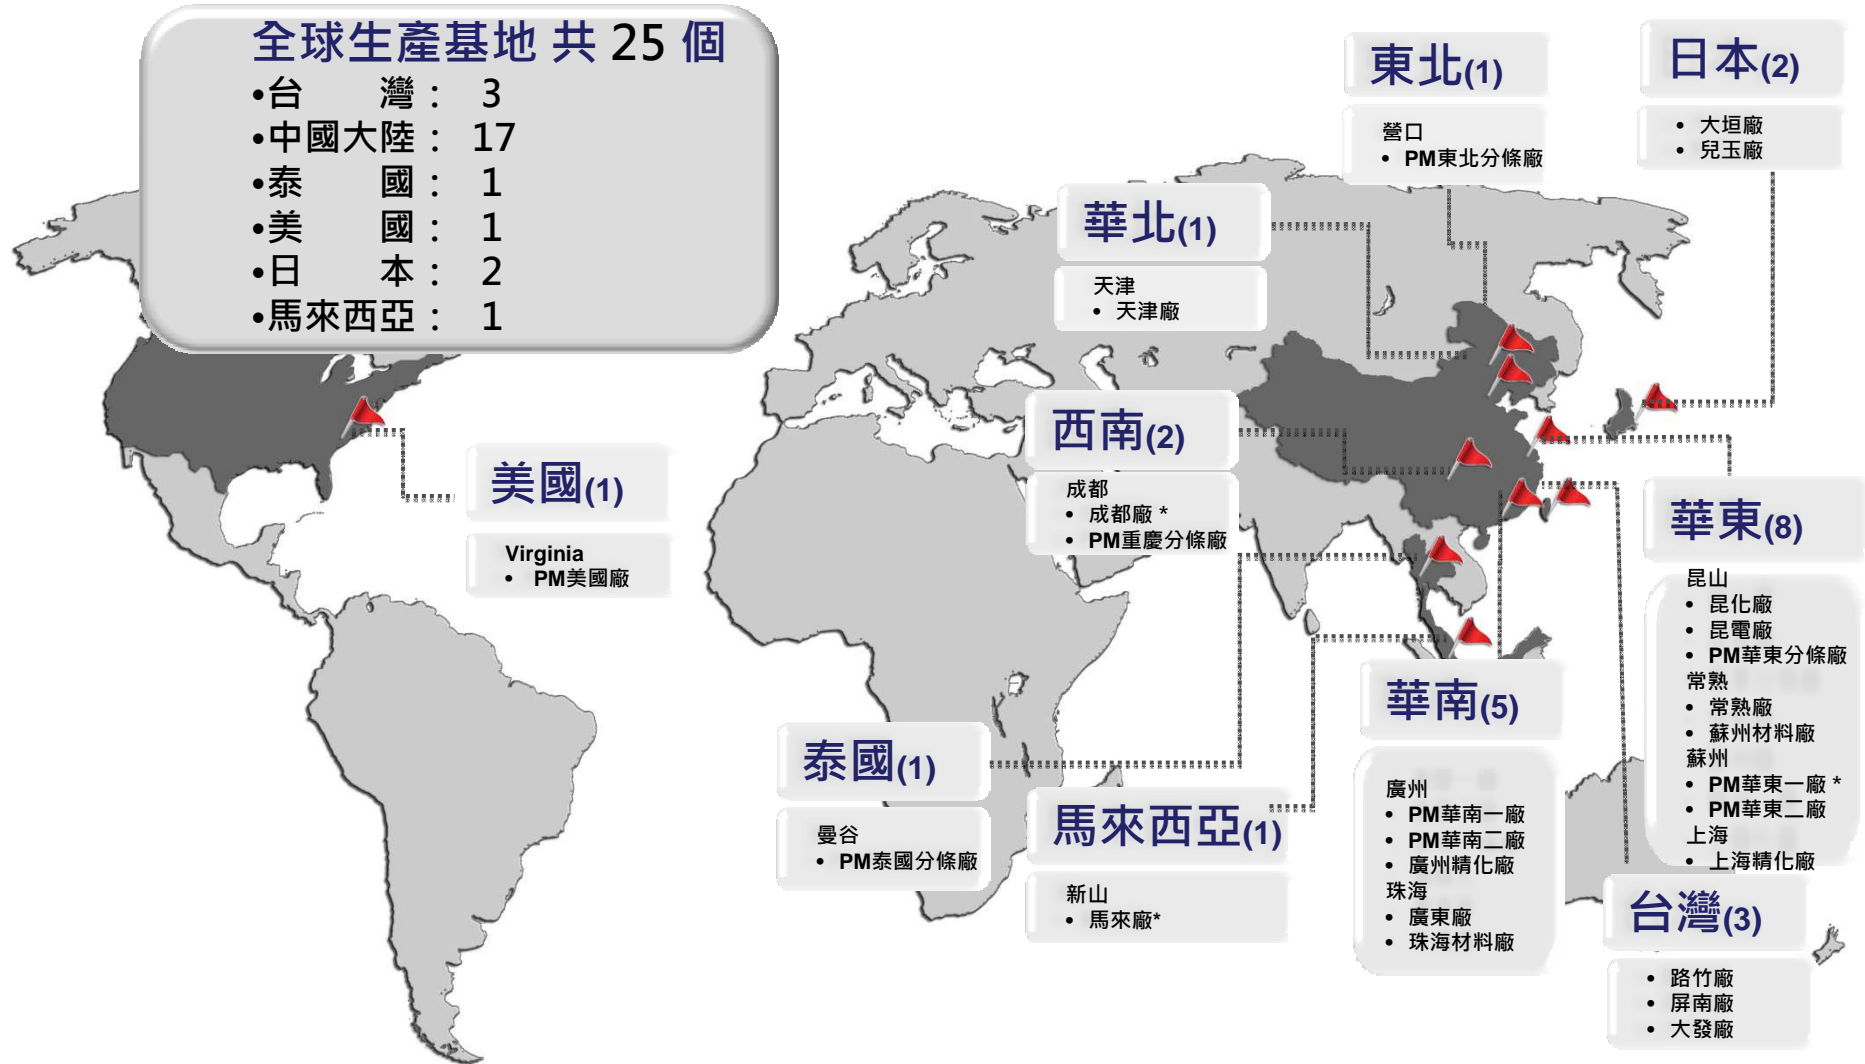 全球生產基地 共 25 個
•台 灣： 3
•中國大陸： 17
•泰 國： 1
•美 國： 1
•日 本： 2
•馬來西亞： 1
東北(1)
營口
• PM東北分條廠
日本(2)
• 大垣廠
• 兒玉廠
華北(1)
天津
• 天津廠
西南(2)
成都
• 成都廠 *
• PM重慶分條廠
美國(1)
Virginia
• PM美國廠
華東(8)
昆山
• 昆化廠
• 昆電廠
• PM華東分條廠
常熟
• 常熟廠
• 蘇州材料廠
蘇州
• PM華東一廠 *
• PM華東二廠
上海
• 上海精化廠
華南(5)
廣州
• PM華南一廠
• PM華南二廠
• 廣州精化廠
珠海
• 廣東廠
• 珠海材料廠
泰國(1)
曼谷
• PM泰國分條廠
馬來西亞(1)
新山
• 馬來廠*
台灣(3)
• 路竹廠
• 屏南廠
• 大發廠